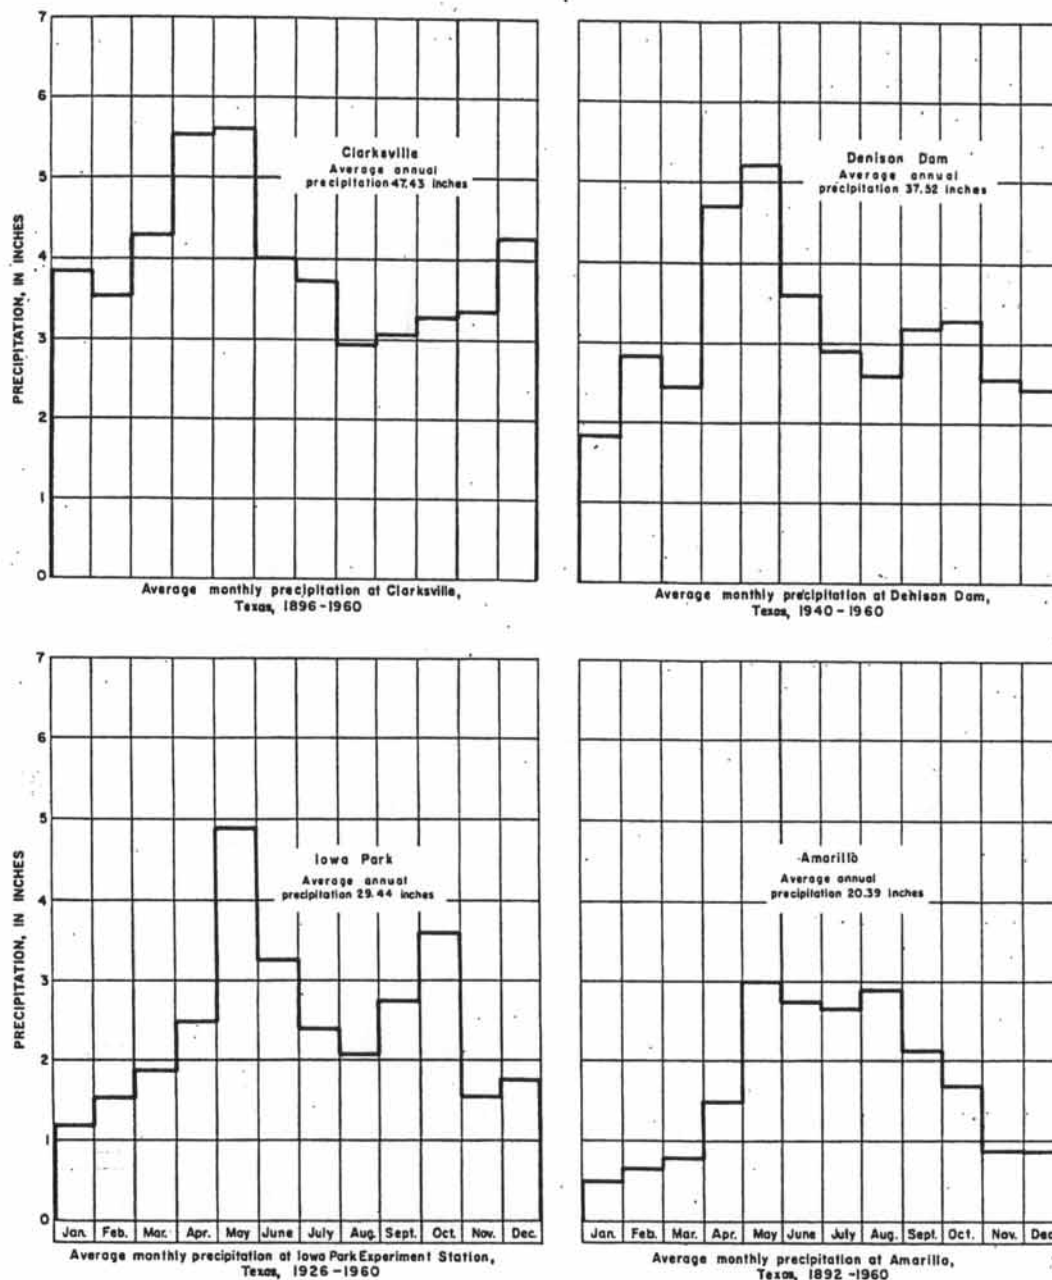 7
6
5
4
3
2
1
0
PRECIPITATION, IN INCHES
Clarksville
Average annual
precipitation 47.43 inches
Average monthly precipitation at Clarksville,
Texas, 1896-1960
Denison Dam
Average annual
precipitation 37.52 inches
Average monthly precipitation at Dehison Dam,
Texas, 1940-1960
7
6
5
4
3
2
1
0
PRECIPITATION, IN INCHES
Iowa Park
Average annual
precipitation 29.44 inches
Jan. Feb. Mar. Apr. May June July Aug. Sept. Oct. Nov. Dec.
Average monthly precipitation at Iowa Park Experiment Station,
Texas, 1926-1960
Amarillo
Average annual
precipitation 20.39 inches
Jan. Feb. Mar. Apr. May June July Aug. Sept. Oct. Nov. Dec
Average monthly precipitation at Amarillo,
Texas, 1892-1960